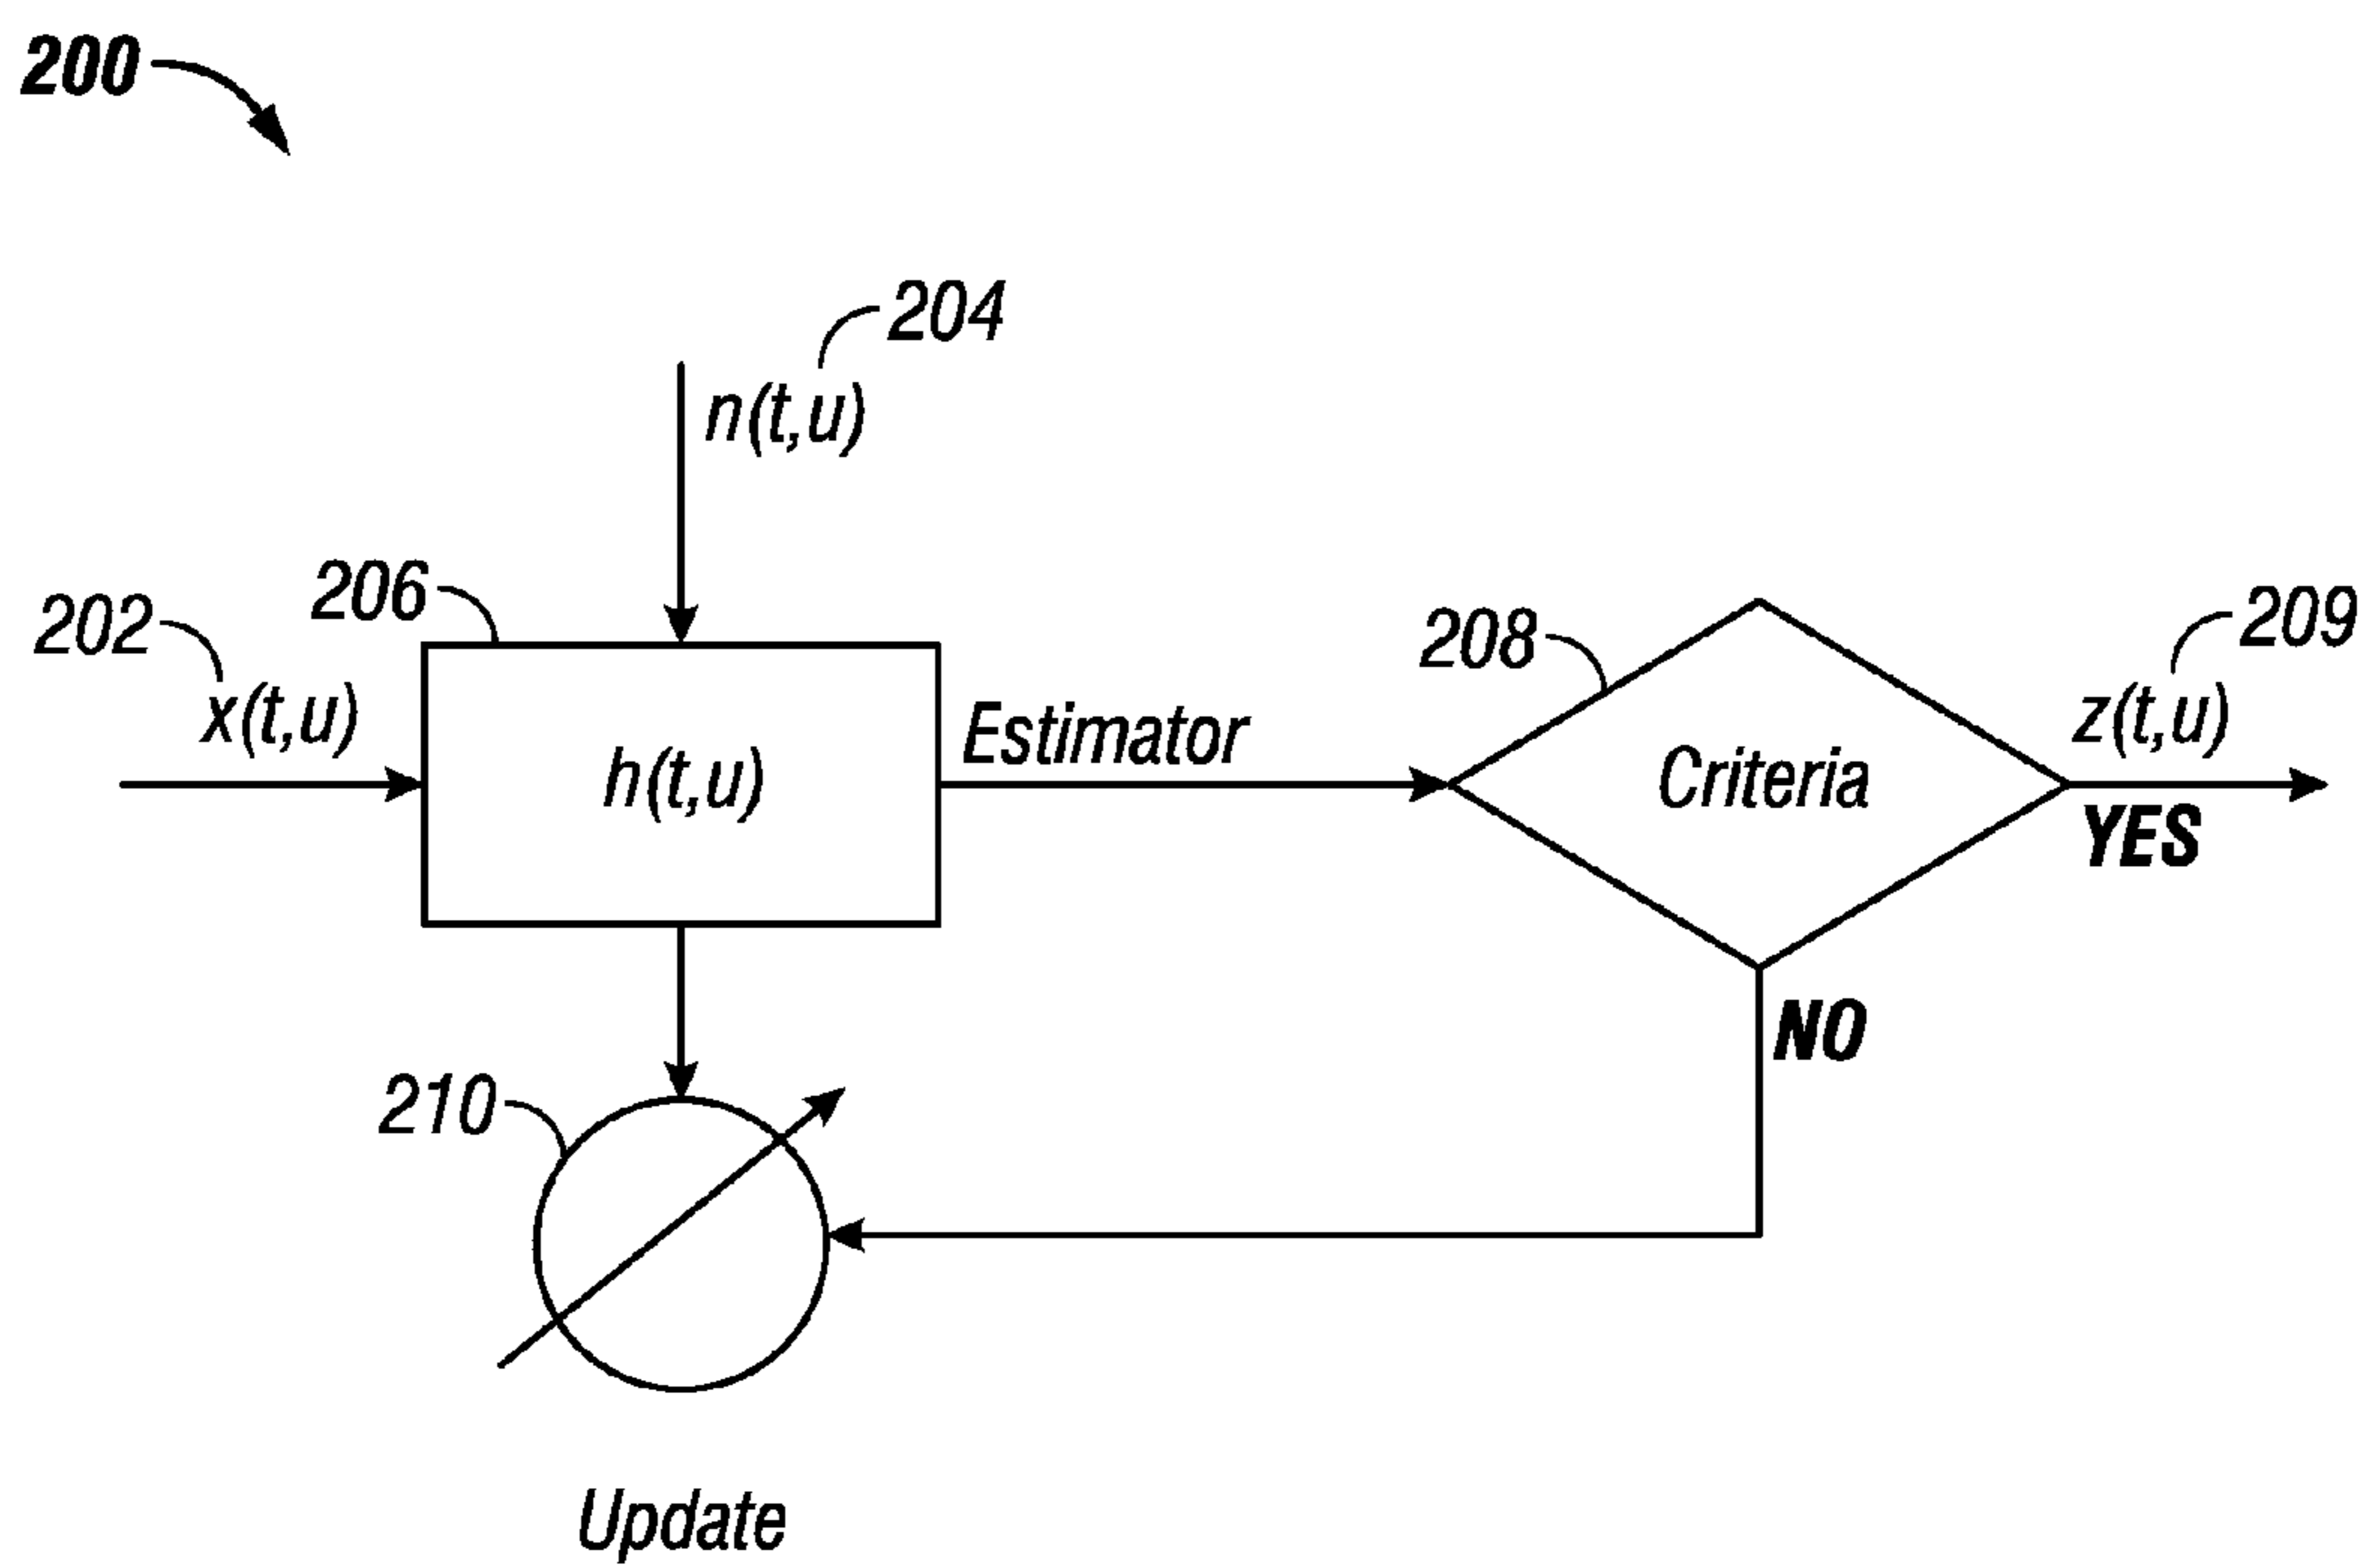 200
204
n(t,u)
206
202
x(t,u)
h(t,u)
Estimator
208
Criteria
209
z(t,u)
YES
NO
210
Update